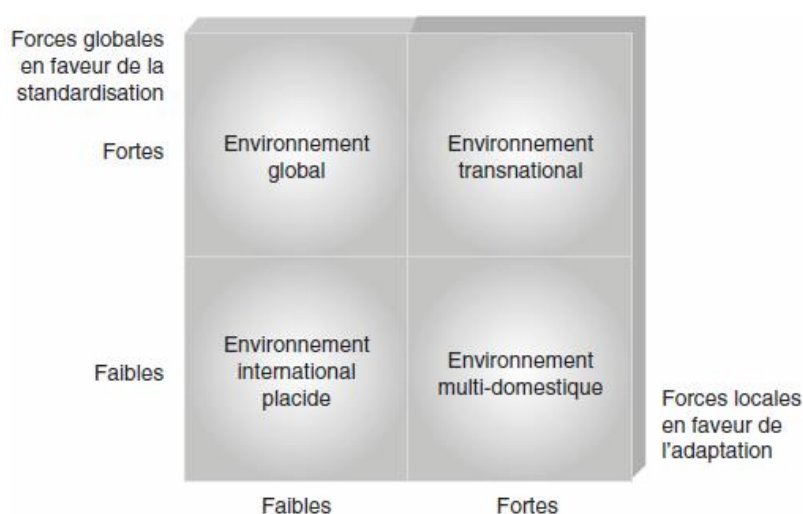 Forces globales
en faveur de la
standardisation
Fortes
Environnement
global
Environnement
transnational
Faibles
Environnement
international
placide
Environnement
multi-domestique
Forces locales
en faveur de
l'adaptation
Faibles
Fortes